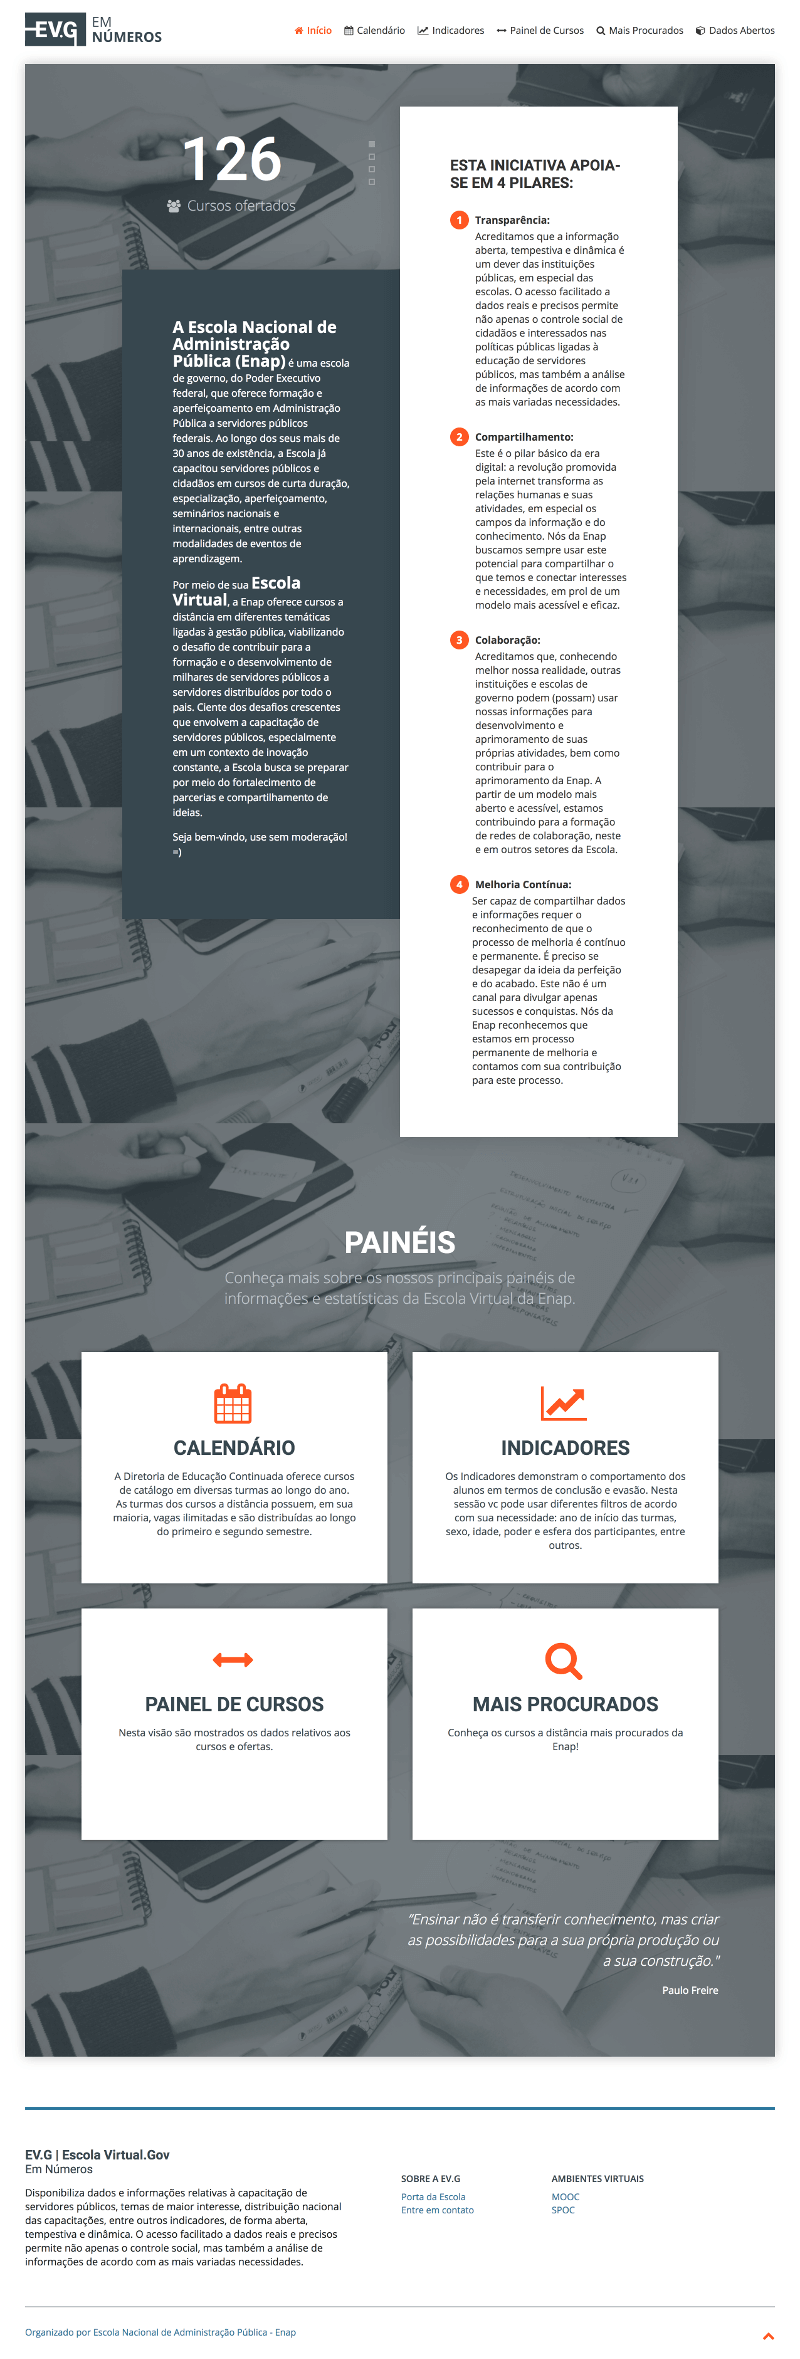 EV.G EM
NÚMEROS
Início Calendário Indicadores Painel de Cursos Mais Procurados Dados Abertos
126
Cursos ofertados
A Escola Nacional de
Administração
Pública (Enap) é uma escola
de governo, do Poder Executivo
federal, que oferece formação e
aperfeiçoamento em Administração
Pública a servidores públicos
federais. Ao longo dos seus mais de
30 anos de existência, a Escola já
capacitou servidores públicos e
cidadãos em cursos de curta duração,
especialização, aperfeiçoamento,
seminários nacionais e
internacionais, entre outras
modalidades de eventos de
aprendizagem.
Por meio de sua Escola
Virtual, a Enap oferece cursos a
distância em diferentes temáticas
ligadas à gestão pública, viabilizando
o desafio de contribuir para a
formação e o desenvolvimento de
milhares de servidores públicos a
servidores distribuídos por todo o
país. Ciente dos desafios crescentes
que envolvem a capacitação de
servidores públicos, especialmente
em um contexto de inovação
constante, a Escola busca se preparar
por meio do fortalecimento de
parcerias e compartilhamento de
ideias.
Seja bem-vindo, use sem moderação!
=)
ESTA INICIATIVA APOIA-
SE EM 4 PILARES:
1 Transparência:
Acreditamos que a informação
aberta, tempestiva e dinâmica é
um dever das instituições
públicas, em especial das
escolas. O acesso facilitado a
dados reais e precisos permite
não apenas o controle social de
cidadãos e interessados nas
políticas públicas ligadas à
educação de servidores
públicos, mas também a análise
de informações de acordo com
as mais variadas necessidades.
2 Compartilhamento:
Este é o pilar básico da era
digital: a revolução promovida
pela internet transforma as
relações humanas e suas
atividades, em especial os
campos da informação e do
conhecimento. Nós da Enap
buscamos sempre usar este
potencial para compartilhar o
que temos e conectar interesses
e necessidades, em prol de um
modelo mais acessível e eficaz.
3 Colaboração:
Acreditamos que, conhecendo
melhor nossa realidade, outras
instituições e escolas de
governo podem (possam) usar
nossas informações para
desenvolvimento e
aprimoramento de suas
próprias atividades, bem como
contribuir para o
aprimoramento da Enap. A
partir de um modelo mais
aberto e acessível, estamos
contribuindo para a formação
de redes de colaboração, neste
e em outros setores da Escola.
4 Melhoria Contínua:
Ser capaz de compartilhar dados
e informações requer o
reconhecimento de que o
processo de melhoria é contínuo
e permanente. É preciso se
desapegar da ideia da perfeição
e do acabado. Este não é um
canal para divulgar apenas
sucessos e conquistas. Nós da
Enap reconhecemos que
estamos em processo
permanente de melhoria e
contamos com sua contribuição
para este processo.
PAINÉIS
Conheça mais sobre os nossos principais painéis de
informações e estatísticas da Escola Virtual da Enap.
CALENDÁRIO
A Diretoria de Educação Continuada oferece cursos
de catálogo em diversas turmas ao longo do ano.
As turmas dos cursos a distância possuem, em sua
maioria, vagas ilimitadas e são distribuídas ao longo
do primeiro e segundo semestre.
INDICADORES
Os Indicadores demonstram o comportamento dos
alunos em termos de conclusão e evasão. Nesta
sessão vc pode usar diferentes filtros de acordo
com sua necessidade: ano de início das turmas,
sexo, idade, poder e esfera dos participantes, entre
outros.
PAINEL DE CURSOS
Nesta visão são mostrados os dados relativos aos
cursos e ofertas.
MAIS PROCURADOS
Conheça os cursos a distância mais procurados da
Enap!
"Ensinar não é transferir conhecimento, mas criar
as possibilidades para a sua própria produção ou
a sua construção."
Paulo Freire
EV.G | Escola Virtual.Gov
Em Números
Disponibiliza dados e informações relativas à capacitação de
servidores públicos, temas de maior interesse, distribuição nacional
das capacitações, entre outros indicadores, de forma aberta,
tempestiva e dinâmica. O acesso facilitado a dados reais e precisos
permite não apenas o controle social, mas também a análise de
informações de acordo com as mais variadas necessidades.
SOBRE A EV.G
Porta da Escola
Entre em contato
AMBIENTES VIRTUAIS
MOOC
SPOC
Organizado por Escola Nacional de Administração Pública - Enap